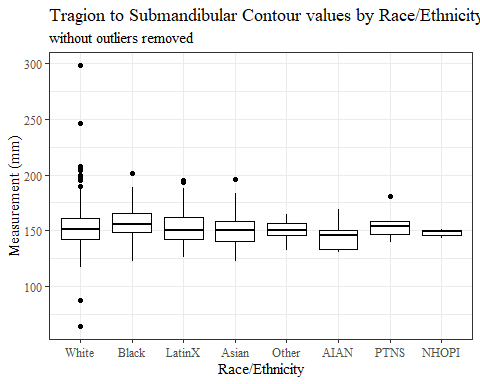 Tragion to Submandibular Contour values by Race/Ethnicity
without outliers removed
300
250
200
150
100
Measurement (mm)
White Black LatinX Asian Other AIAN PTNS NHOPI
Race/Ethnicity